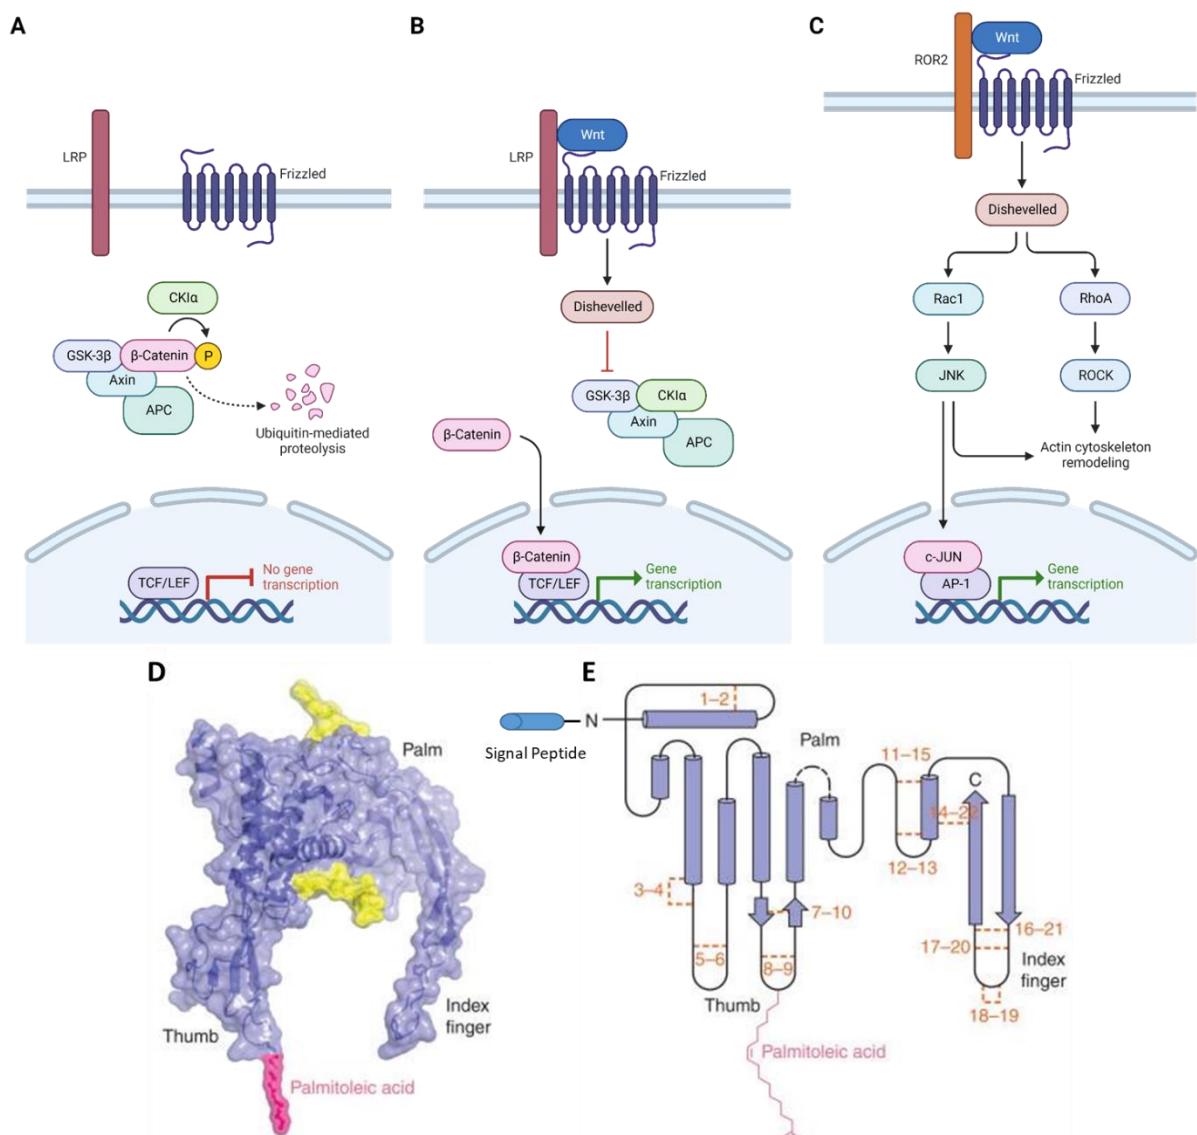 A
LRP
Frizzled
CKIα
GSK-3β
β-Catenin
P
Axin
APC
Ubiquitin-mediated
proteolysis
TCF/LEF
No gene
transcription
B
Wnt
LRP
Frizzled
Dishevelled
GSK-3β
CKIα
Axin
APC
β-Catenin
β-Catenin
TCF/LEF
Gene
transcription
C
Wnt
ROR2
Frizzled
Dishevelled
Rac1
RhoA
JNK
ROCK
Actin cytoskeleton
remodeling
c-JUN
AP-1
Gene
transcription
D
Palm
Thumb
Index
finger
Palmitoleic acid
E
Signal Peptide
N
1–2
Palm
11–15
C
14–22
12–13
3–4
7–10
5–6
8–9
16–21
17–20
Index
finger
18–19
Thumb
Palmitoleic acid